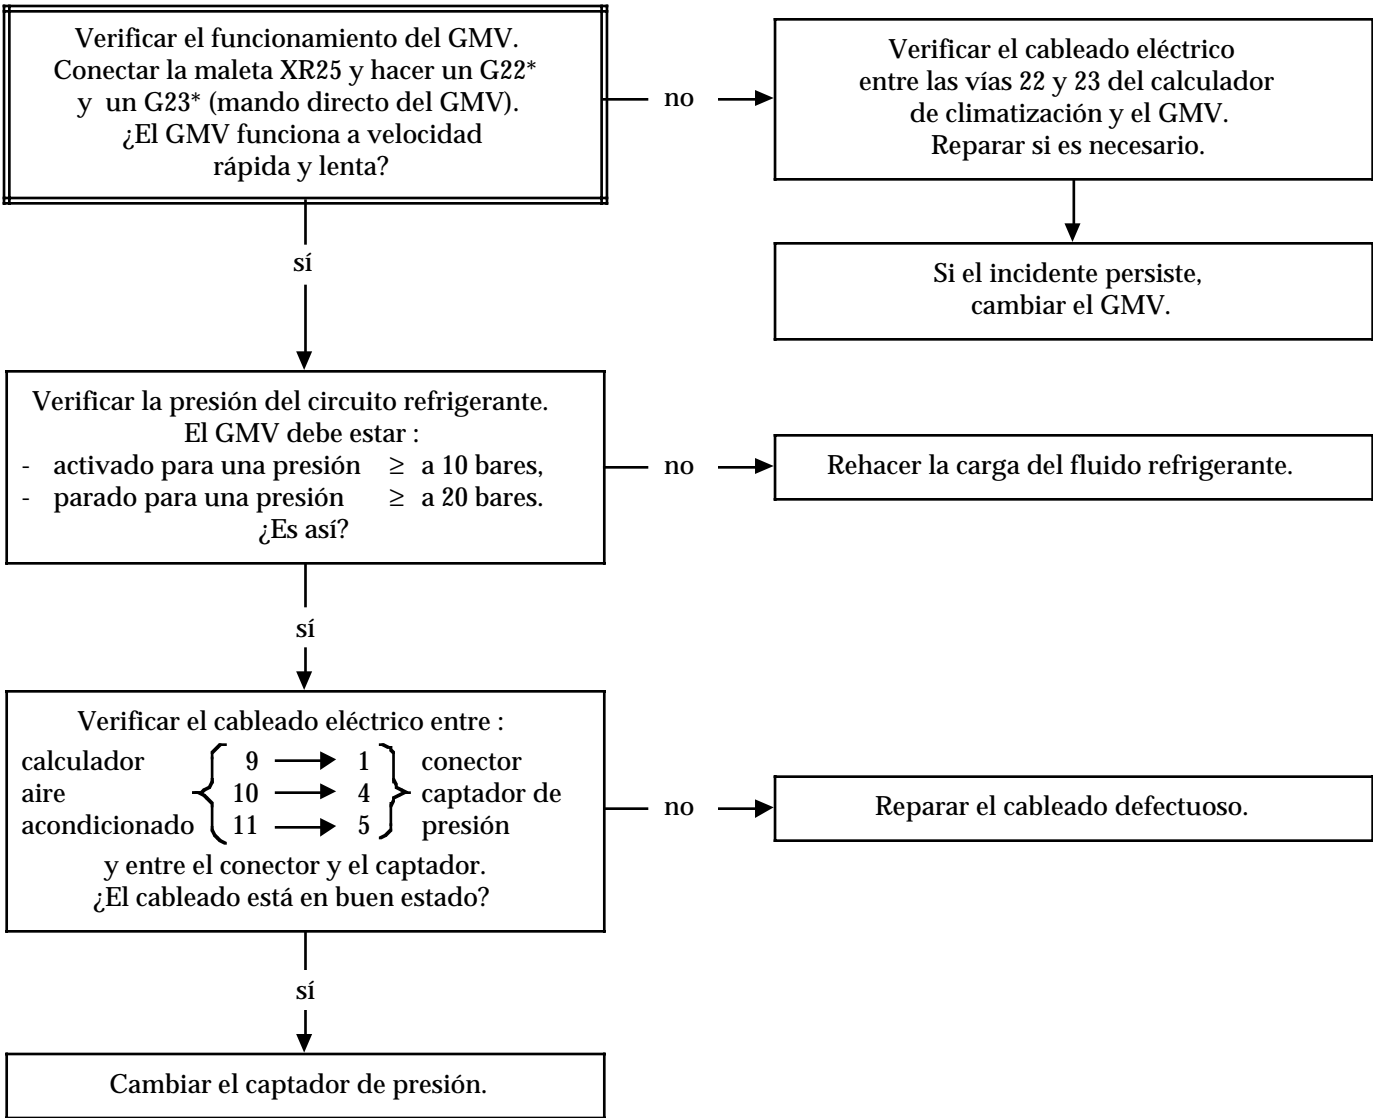 Verificar el funcionamiento del GMV.
Conectar la maleta XR25 y hacer un G22*
y un G23* (mando directo del GMV).
¿El GMV funciona a velocidad
rápida y lenta?
no
Verificar el cableado eléctrico
entre las vías 22 y 23 del calculador
de climatización y el GMV.
Reparar si es necesario.
sí
Si el incidente persiste,
cambiar el GMV.
Verificar la presión del circuito refrigerante.
El GMV debe estar :
- activado para una presión ≥ a 10 bares,
- parado para una presión ≥ a 20 bares.
¿Es así?
no
Rehacer la carga del fluido refrigerante.
sí
Verificar el cableado eléctrico entre :
calculador 9 1 conector
aire 10 4 captador de
acondicionado 11 5 presión
y entre el conector y el captador.
¿El cableado está en buen estado?
no
Reparar el cableado defectuoso.
sí
Cambiar el captador de presión.